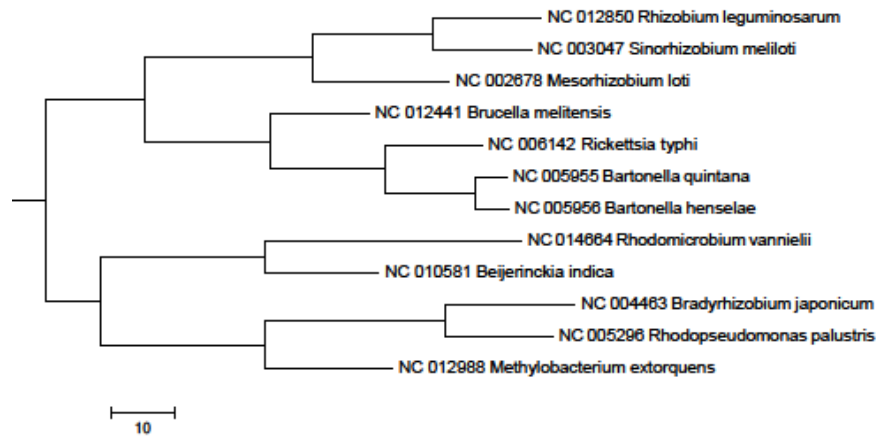 NC 012850 Rhizobium leguminosarum
NC 003047 Sinorhizobium meliloti
NC 002678 Mesorhizobium loti
NC 012441 Brucella melitensis
NC 006142 Rickettsia typhi
NC 005955 Bartonella quintana
NC 005956 Bartonella henselae
NC 014664 Rhodomicrobium vannielii
NC 010581 Beijerinckia indica
NC 004463 Bradyrhizobium japonicum
NC 005296 Rhodopseudomonas palustris
NC 012988 Methylobacterium extorquens
10